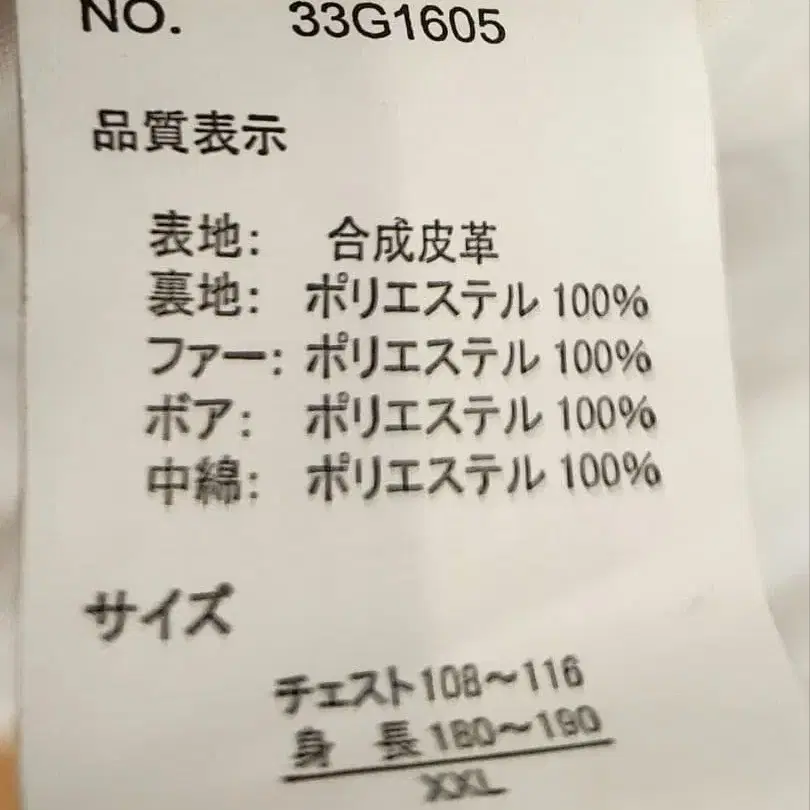 NO. 33G1605
品質表示
表地: 合成皮革
裏地: ポリエステル 100%
ファー: ポリエステル 100%
ボア: ポリエステル 100%
中綿: ポリエステル 100%
サイズ
チェスト108〜116
身 長180〜190
XXL